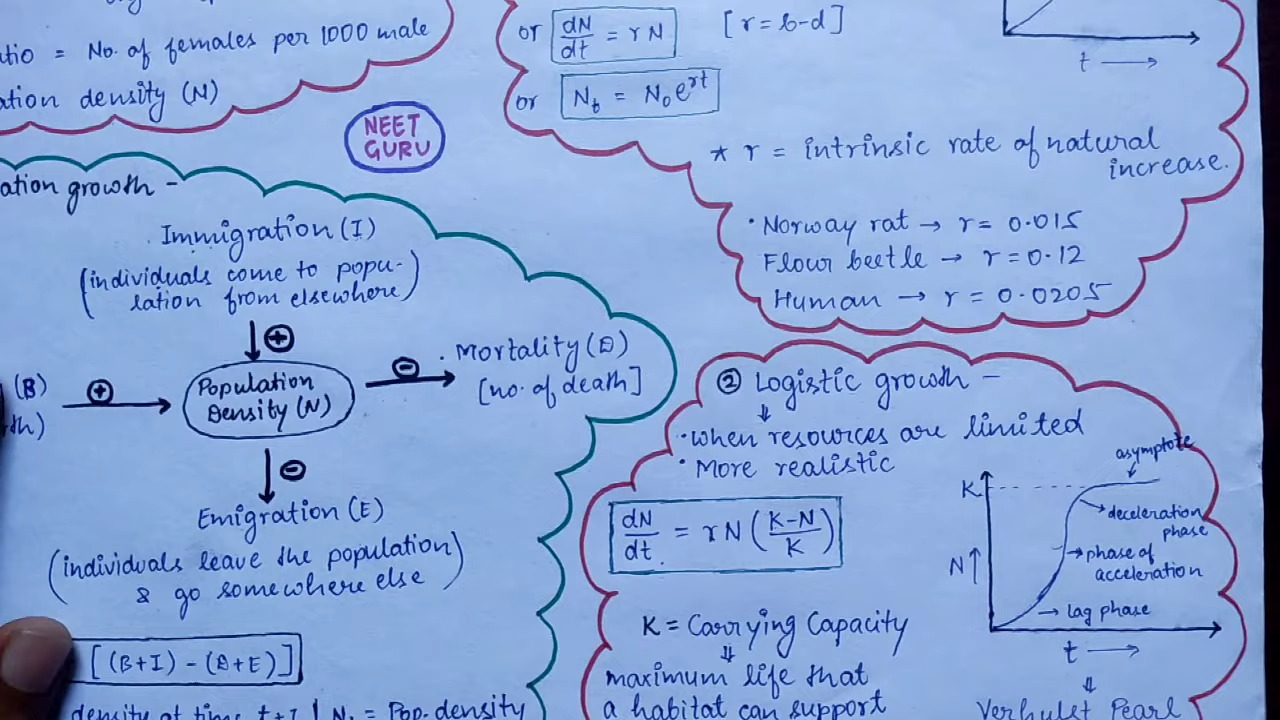 atio = No. of females per 1000 male
ation density (N)
NEET
GURU
or dN/dt = rN [r = b-d]
or Nt = N0e^rt
t →
* r = intrinsic rate of natural
increase.
· Norway rat → r = 0.015
Flour beetle → r = 0.12
Human → r = 0.0205
ation growth -
Immigration (I)
(individuals come to popu-
lation from elsewhere)
↓ +
(B)
th)
+ →
Population
Density (N)
- →
Mortality (D)
[no. of death]
↓ -
Emigration (E)
(individuals leave the population
& go somewhere else)
[(B+I) - (D+E)]
density at time t+1 | Nt = Pop. density
② Logistic growth -
↓
· when resources are limited
· More realistic
dN/dt = rN (K-N/K)
K = Carrying Capacity
⇓
maximum life that
a habitat can support
asymptote
K
deceleration
phase
phase of
acceleration
N↑
Lag phase
t →
⇓
Verhulst Pearl